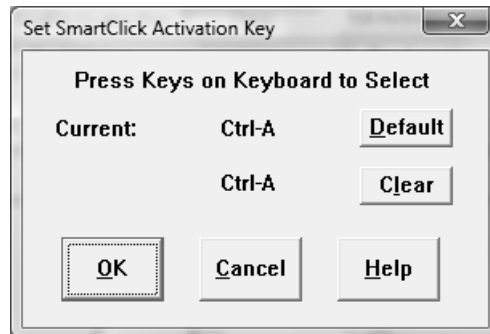 Set SmartClick Activation Key
Press Keys on Keyboard to Select
Current: Ctrl-A Default
Ctrl-A Clear
OK Cancel Help